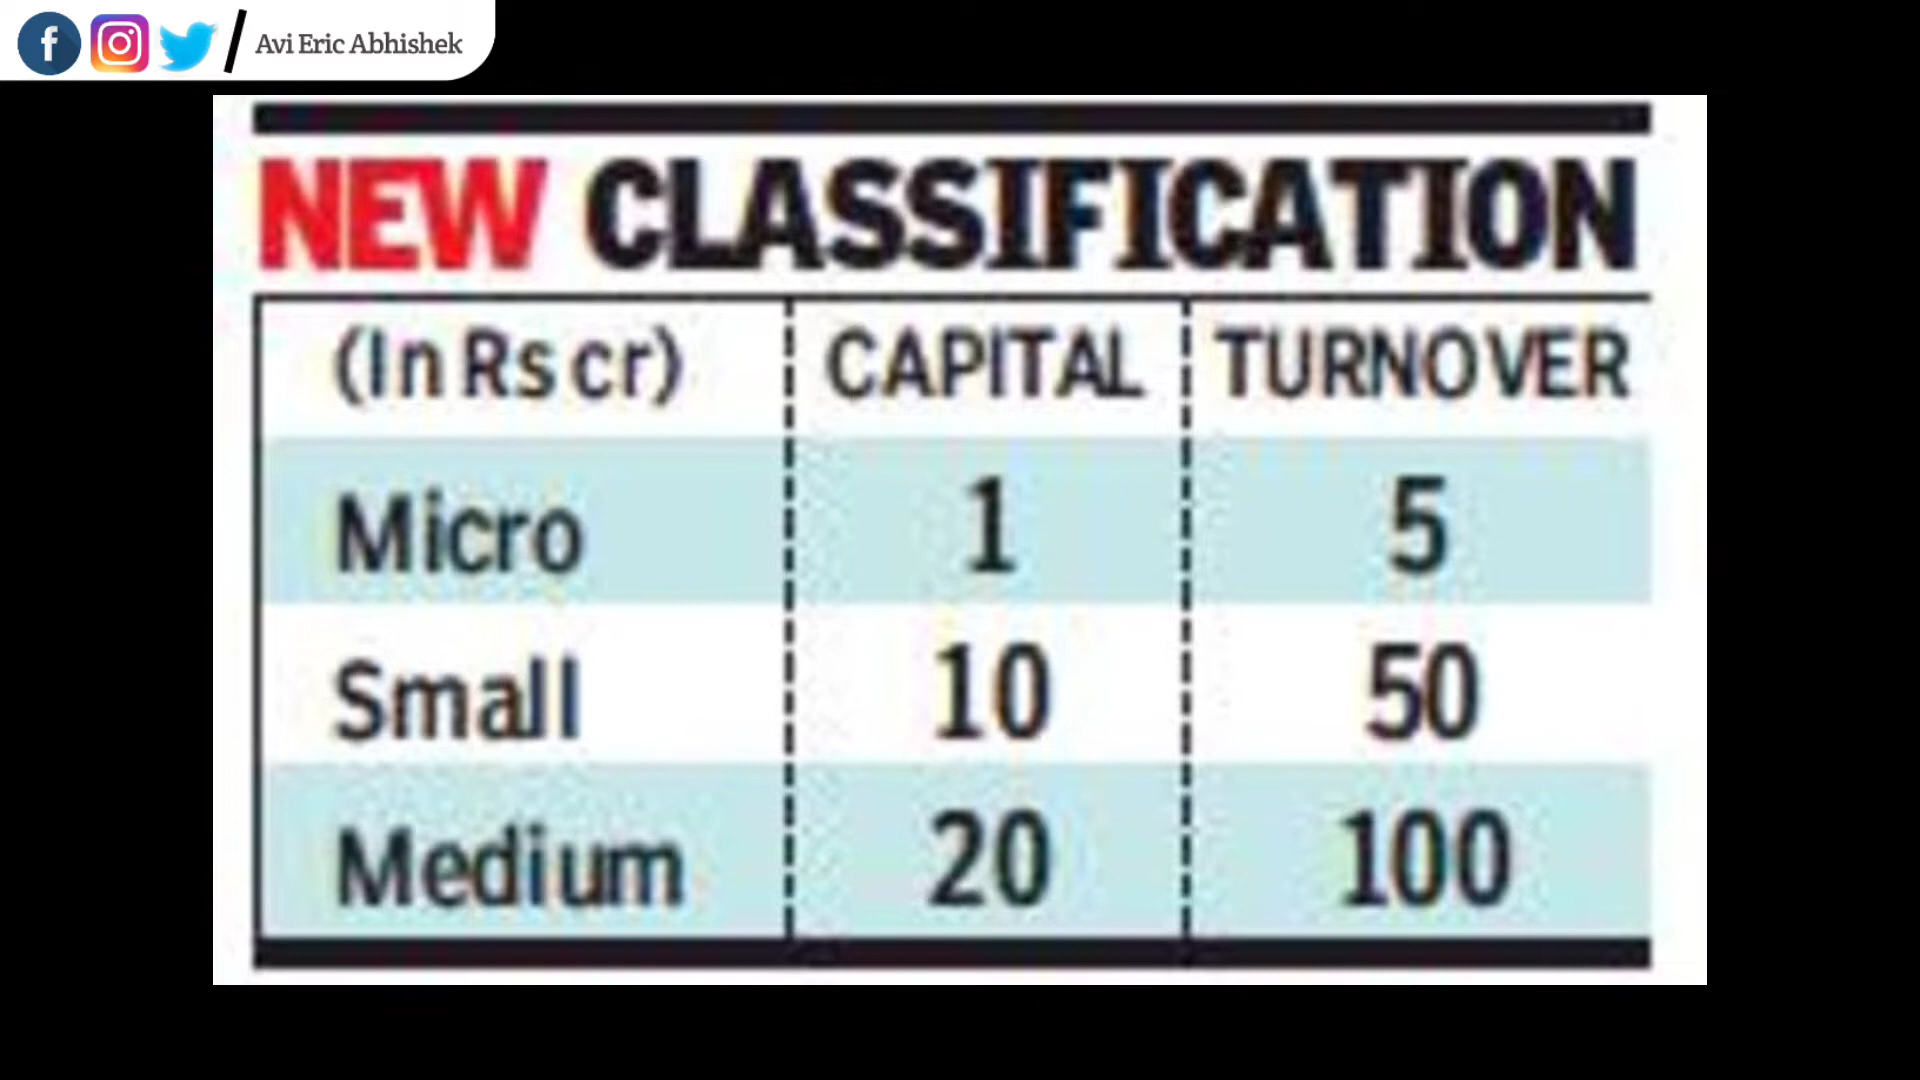 Avi Eric Abhishek
NEW CLASSIFICATION
(In Rs cr) CAPITAL TURNOVER
Micro 1 5
Small 10 50
Medium 20 100